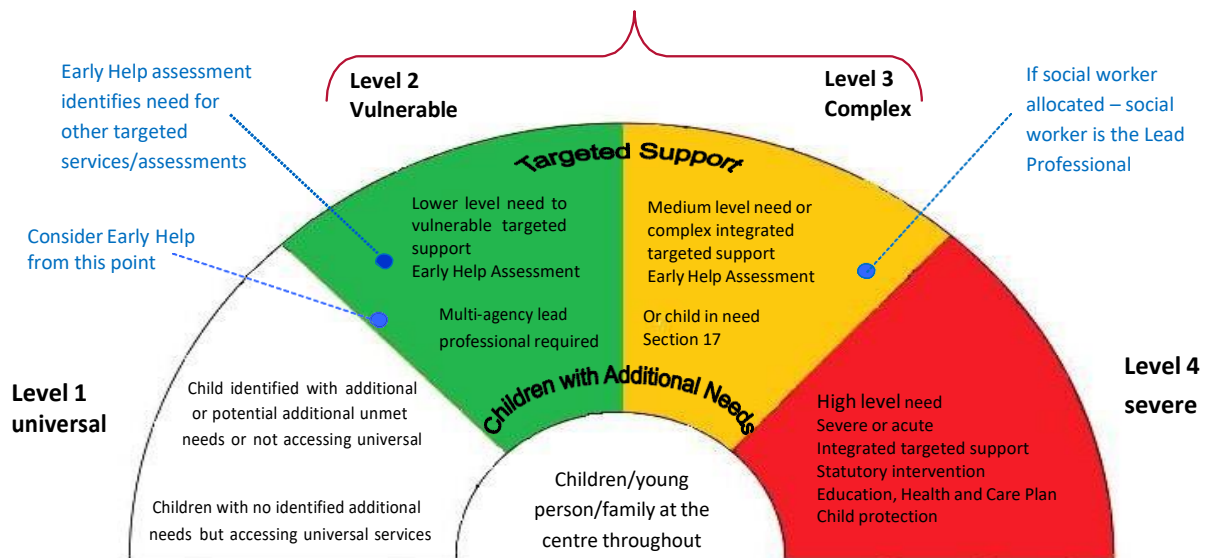 Early Help assessment
identifies need for
other targeted
services/assessments
Consider Early Help
from this point
Level 2
Vulnerable
Level 3
Complex
If social worker
allocated – social
worker is the Lead
Professional
Targeted Support
Lower level need to
vulnerable targeted
support
Early Help Assessment
Multi-agency lead
professional required
Medium level need or
complex integrated
targeted support
Early Help Assessment
Or child in need
Section 17
Children with Additional Needs
Level 1
universal
Child identified with additional
or potential additional unmet
needs or not accessing universal
Children with no identified additional
needs but accessing universal services
Children/young
person/family at the
centre throughout
Level 4
severe
High level need
Severe or acute
Integrated targeted support
Statutory intervention
Education, Health and Care Plan
Child protection